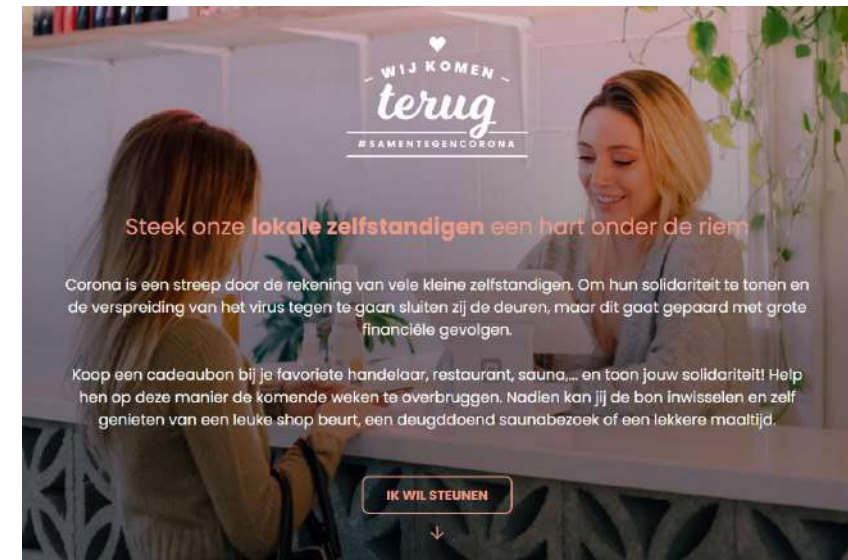 WIJ KOMEN
terug
#SAMENTEGENCORONA
Steek onze lokale zelfstandigen een hart onder de riem
Corona is een streep door de rekening van vele kleine zelfstandigen. Om hun solidariteit te tonen en
de verspreiding van het virus tegen te gaan sluiten zij de deuren, maar dit gaat gepaard met grote
financiële gevolgen.
Koop een cadeaubon bij je favoriete handelaar, restaurant, sauna,... en toon jouw solidariteit! Help
hen op deze manier de komende weken te overbruggen. Nadien kan jij de bon inwisselen en zelf
genieten van een leuke shop beurt, een deugddoend saunabezoek of een lekkere maaltijd.
IK WIL STEUNEN